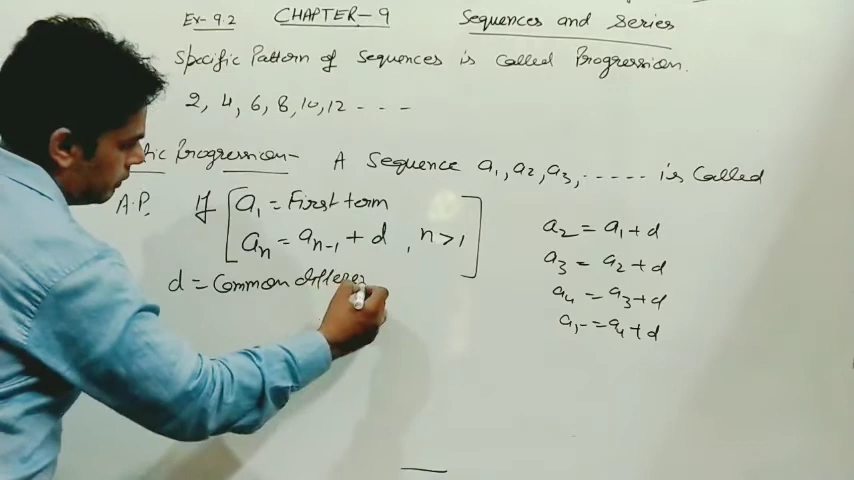 Ex-9.2 CHAPTER-9 Sequences and Series
Specific Pattern of Sequences is called Progression.
2, 4, 6, 8, 10, 12 - - -
Progression- A Sequence a₁, a₂, a₃, ...... is called
A.P. If a₁ = First term
aₙ = aₙ₋₁ + d , n > 1
d = Common differen
a₂ = a₁ + d
a₃ = a₂ + d
a₄ = a₃ + d
a₅ = a₄ + d